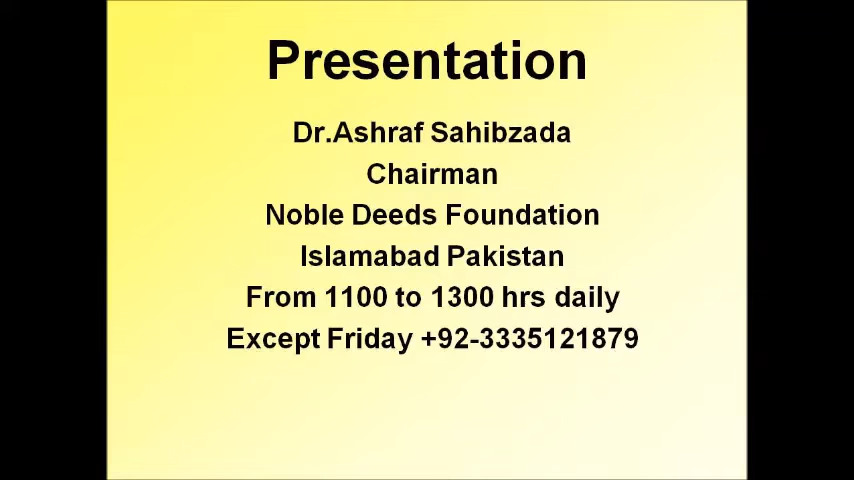 Presentation
Dr.Ashraf Sahibzada
Chairman
Noble Deeds Foundation
Islamabad Pakistan
From 1100 to 1300 hrs daily
Except Friday +92-3335121879